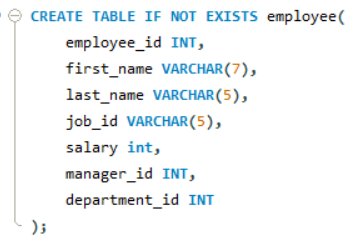 CREATE TABLE IF NOT EXISTS employee(
employee_id INT,
first_name VARCHAR(7),
last_name VARCHAR(5),
job_id VARCHAR(5),
salary int,
manager_id INT,
department_id INT
);